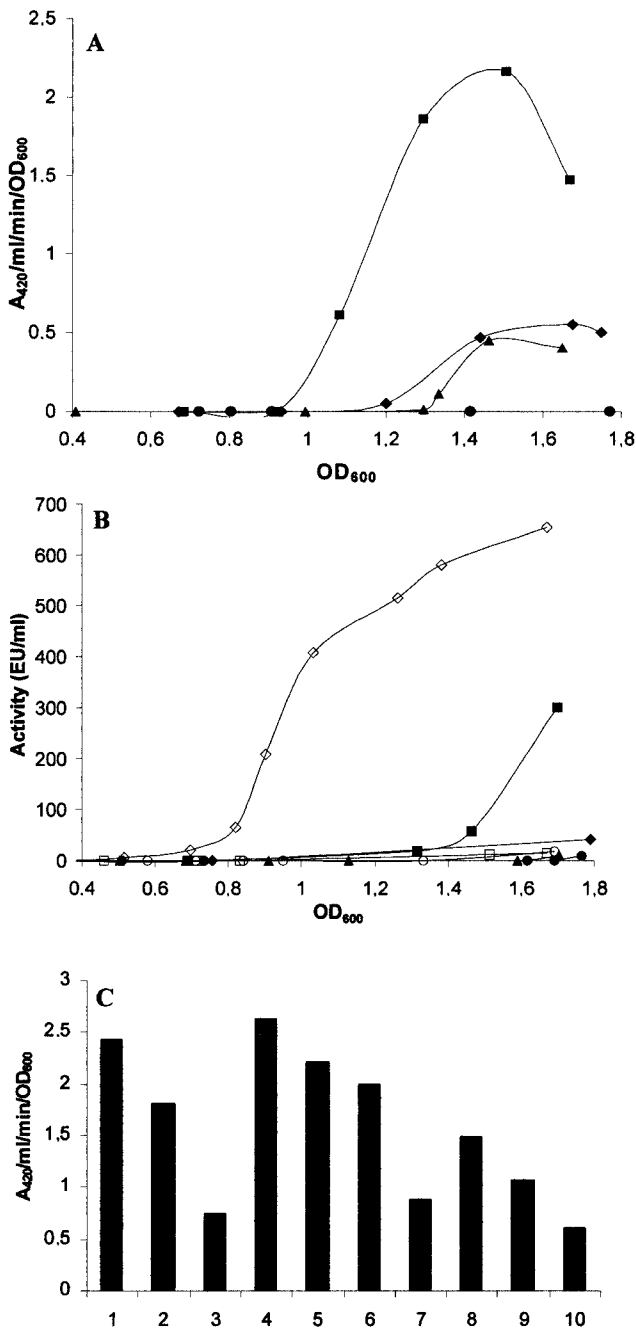 A
A420/ml/min/OD600
2,5
2
1.5
1
0.5
0
0.4 0,6 0,8 1 1,2 1,4 1,6 1,8
OD600
B
Activity (EU/ml)
700
600
500
400
300
200
100
0
0,4 0,6 0,8 1 1,2 1,4 1,6 1,8
OD600
C
A420/ml/min/OD600
3
2.5
2
1.5
1
0.5
0
1 2 3 4 5 6 7 8 9 10